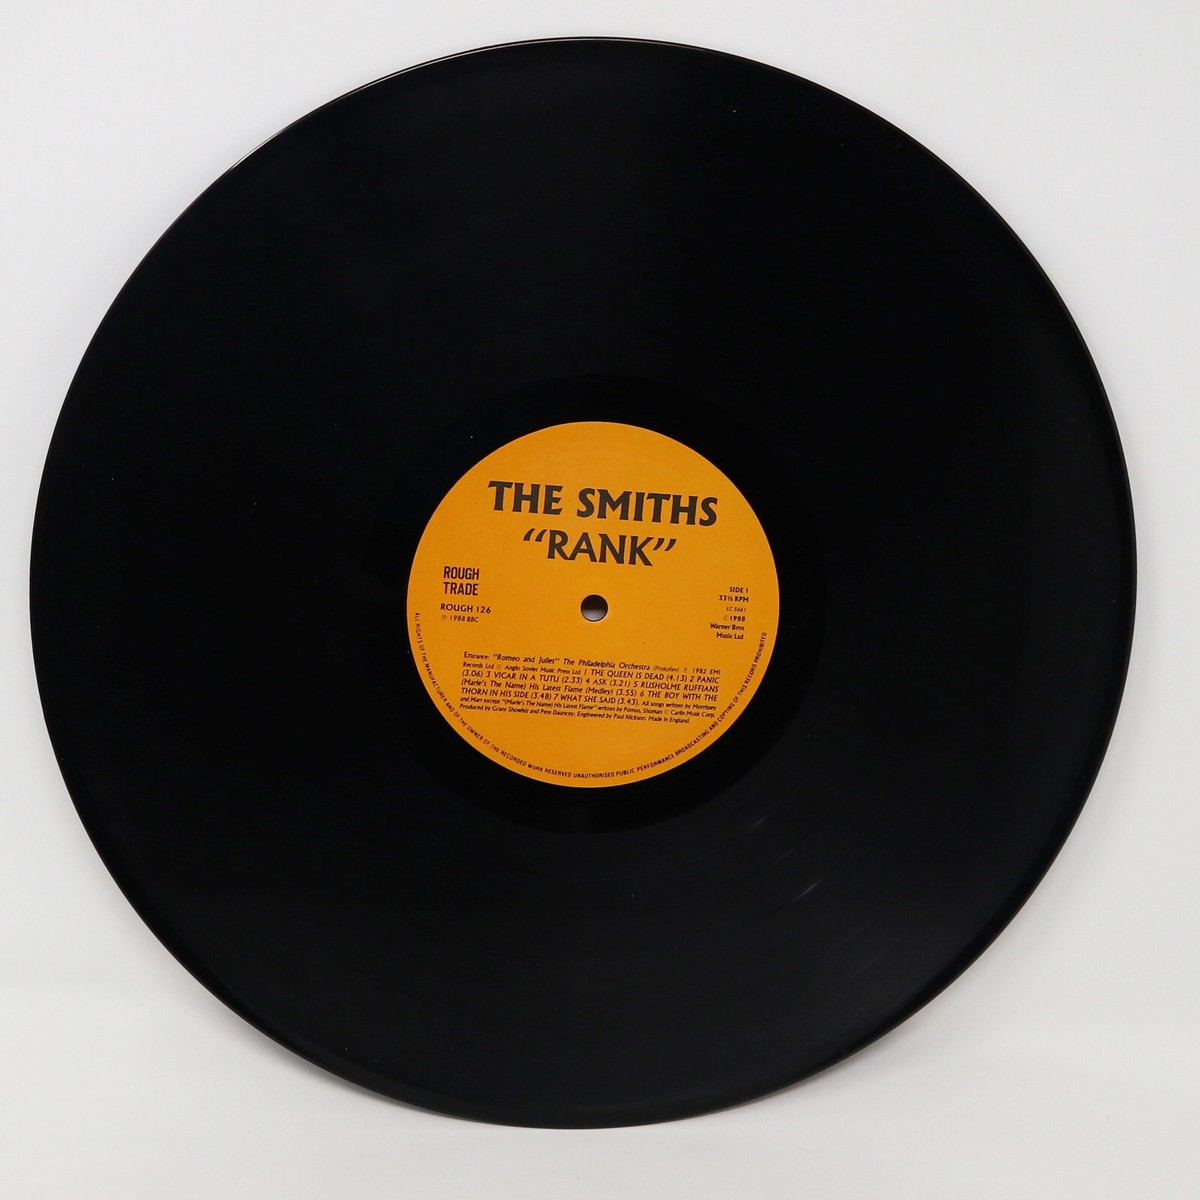 THE SMITHS
“RANK”
ROUGH
TRADE
ROUGH 126
℗ 1988 BBC
SIDE 1
33⅓ RPM
LC 5661
© 1988
Warner Bros
Music Ltd
Entrance: "Romeo and Juliet" The Philadelphia Orchestra (Prokofiev) ℗ 1982 EMI
Records Ltd © Anglo Soviet Music Press Ltd 1 THE QUEEN IS DEAD (4.13) 2 PANIC
(3.06) 3 VICAR IN A TUTU (2.33) 4 ASK (3.21) 5 RUSHOLME RUFFIANS
(Marie's The Name) His Latest Flame (Medley) (3.55) 6 THE BOY WITH THE
THORN IN HIS SIDE (3.48) 7 WHAT SHE SAID (3.43). All songs written by Morrissey
and Marr except "(Marie's The Name) His Latest Flame" written by Pomus, Shuman © Carlin Music Corp.
Produced by Grant Showbiz and Pete Dauncey. Engineered by Paul Nickson. Made in England.
ALL RIGHTS OF THE MANUFACTURER AND OF THE OWNER OF THE RECORDED WORK RESERVED UNAUTHORISED PUBLIC PERFORMANCE BROADCASTING AND COPYING OF THIS RECORD PROHIBITED